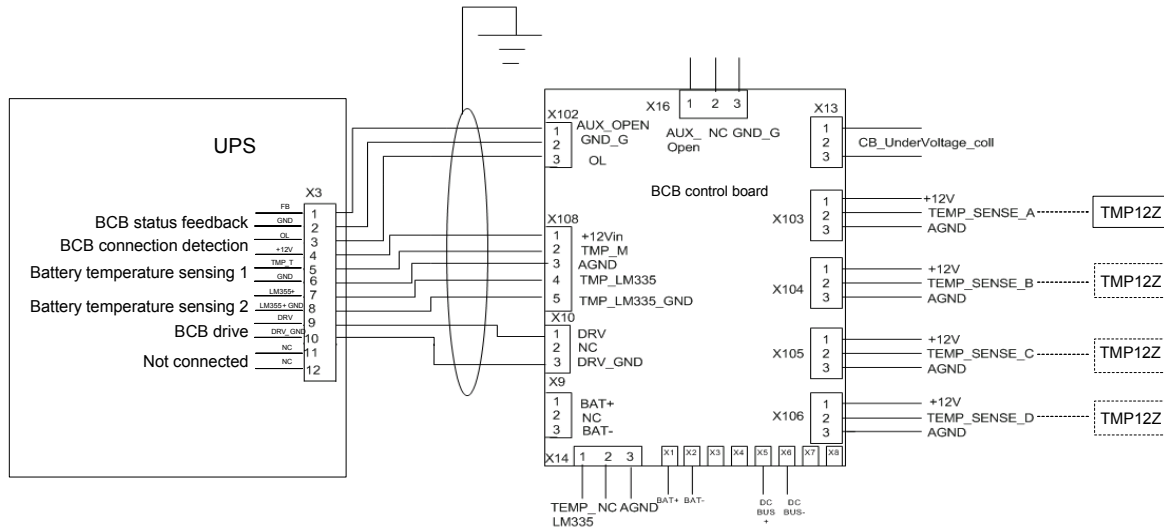 UPS
X3
FB
BCB status feedback
GND
OL
BCB connection detection
+12V
TMP_T
Battery temperature sensing 1
GND
LM335+
Battery temperature sensing 2
LM355+ GND
DRV
BCB drive
DRV_GND
NC
Not connected
NC
1
2
3
4
5
6
7
8
9
10
11
12
X102
1 AUX_OPEN
2 GND_G
3 OL
X108
1 +12Vin
2 TMP_M
3 AGND
4 TMP_LM335
5 TMP_LM335_GND
X10
1 DRV
2 NC
3 DRV_GND
X9
1 BAT+
2 NC
3 BAT-
X14 1 2 3
TEMP_ NC AGND
LM335
X16 1 2 3
AUX_ NC GND_G
Open
BCB control board
X13
1
2 CB_UnderVoltage_coll
3
X103
1 +12V
2 TEMP_SENSE_A TMP12Z
3 AGND
X104
1 +12V
2 TEMP_SENSE_B TMP12Z
3 AGND
X105
1 +12V
2 TEMP_SENSE_C TMP12Z
3 AGND
X106
1 +12V
2 TEMP_SENSE_D TMP12Z
3 AGND
X1 X2 X3 X4 X5 X6 X7 X8
BAT+ BAT-
DC DC
BUS BUS-
+